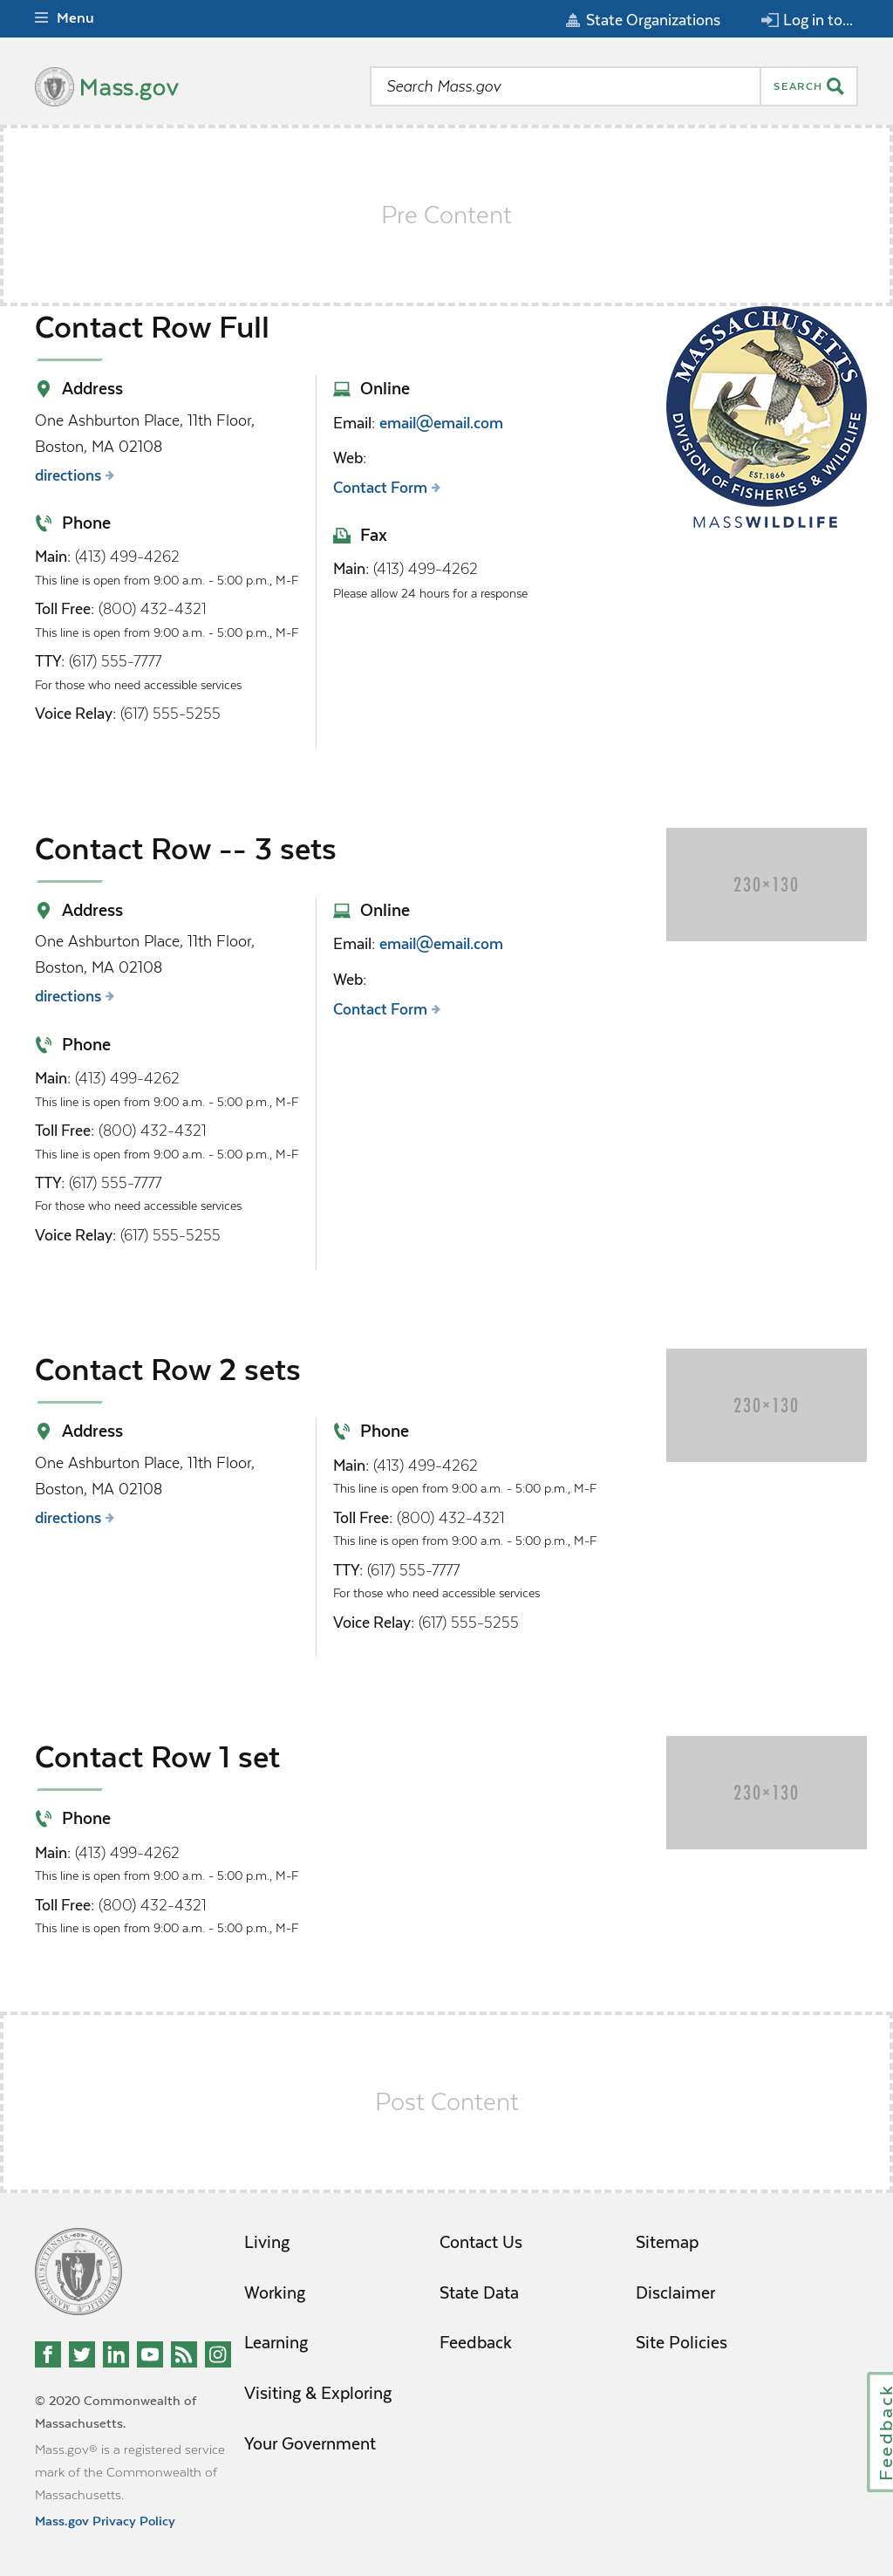 Menu
State Organizations
Log in to...
Mass.gov
Search Mass.gov
SEARCH
Pre Content
Contact Row Full
Address
One Ashburton Place, 11th Floor,
Boston, MA 02108
directions
Phone
Main: (413) 499-4262
This line is open from 9:00 a.m. - 5:00 p.m., M-F
Toll Free: (800) 432-4321
This line is open from 9:00 a.m. - 5:00 p.m., M-F
TTY: (617) 555-7777
For those who need accessible services
Voice Relay: (617) 555-5255
Online
Email: email@email.com
Web:
Contact Form
Fax
Main: (413) 499-4262
Please allow 24 hours for a response
MASSACHUSETTS
EST.1866
DIVISION OF FISHERIES & WILDLIFE
MASSWILDLIFE
Contact Row -- 3 sets
Address
One Ashburton Place, 11th Floor,
Boston, MA 02108
directions
Phone
Main: (413) 499-4262
This line is open from 9:00 a.m. - 5:00 p.m., M-F
Toll Free: (800) 432-4321
This line is open from 9:00 a.m. - 5:00 p.m., M-F
TTY: (617) 555-7777
For those who need accessible services
Voice Relay: (617) 555-5255
Online
Email: email@email.com
Web:
Contact Form
230×130
Contact Row 2 sets
Address
One Ashburton Place, 11th Floor,
Boston, MA 02108
directions
Phone
Main: (413) 499-4262
This line is open from 9:00 a.m. - 5:00 p.m., M-F
Toll Free: (800) 432-4321
This line is open from 9:00 a.m. - 5:00 p.m., M-F
TTY: (617) 555-7777
For those who need accessible services
Voice Relay: (617) 555-5255
230×130
Contact Row 1 set
Phone
Main: (413) 499-4262
This line is open from 9:00 a.m. - 5:00 p.m., M-F
Toll Free: (800) 432-4321
This line is open from 9:00 a.m. - 5:00 p.m., M-F
230×130
Post Content
© 2020 Commonwealth of
Massachusetts.
Mass.gov® is a registered service
mark of the Commonwealth of
Massachusetts.
Mass.gov Privacy Policy
Living
Working
Learning
Visiting & Exploring
Your Government
Contact Us
State Data
Feedback
Sitemap
Disclaimer
Site Policies
Feedback